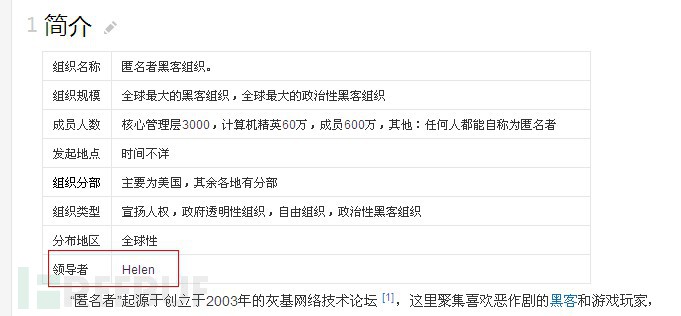 1 简介
组织名称 匿名者黑客组织。
组织规模 全球最大的黑客组织，全球最大的政治性黑客组织
成员人数 核心管理层3000，计算机精英60万，成员600万，其他：任何人都能自称为匿名者
发起地点 时间不详
组织分部 主要为美国，其余各地有分部
组织类型 宣扬人权，政府透明性组织，自由组织，政治性黑客组织
分布地区 全球性
领导者 Helen
“匿名者”起源于创立于2003年的灰基网络技术论坛 [1]，这里聚集喜欢恶作剧的黑客和游戏玩家，